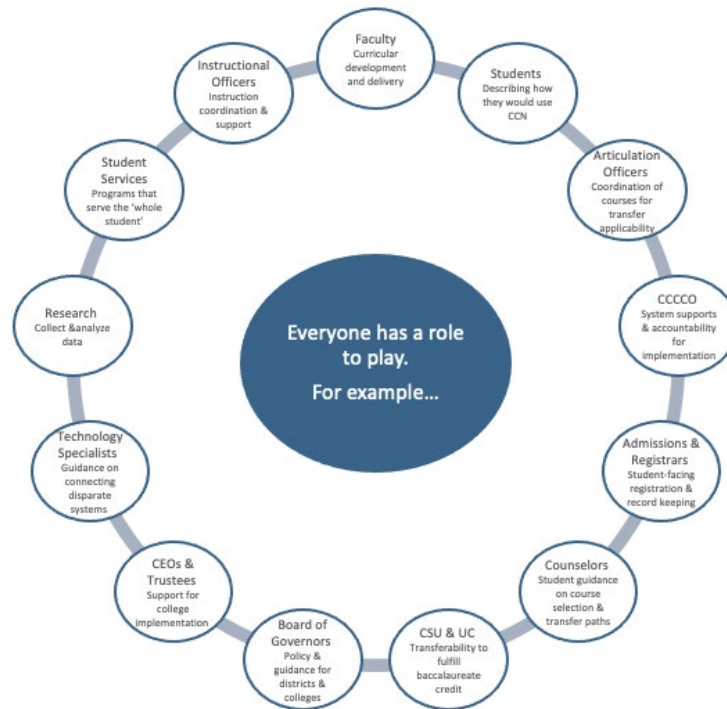 Everyone has a role
to play.
For example...
Faculty
Curricular
development
and delivery
Students
Describing how
they would use
CCN
Articulation
Officers
Coordination of
courses for
transfer
applicability
CCCCO
System supports
& accountability
for
implementation
Admissions &
Registrars
Student-facing
registration &
record keeping
Counselors
Student guidance
on course
selection &
transfer paths
CSU & UC
Transferability to
fulfill
baccalaureate
credit
Board of
Governors
Policy &
guidance for
districts &
colleges
CEOs &
Trustees
Support for
college
implementation
Technology
Specialists
Guidance on
connecting
disparate
systems
Research
Collect &analyze
data
Student
Services
Programs that
serve the ‘whole
student’
Instructional
Officers
Instruction
coordination &
support